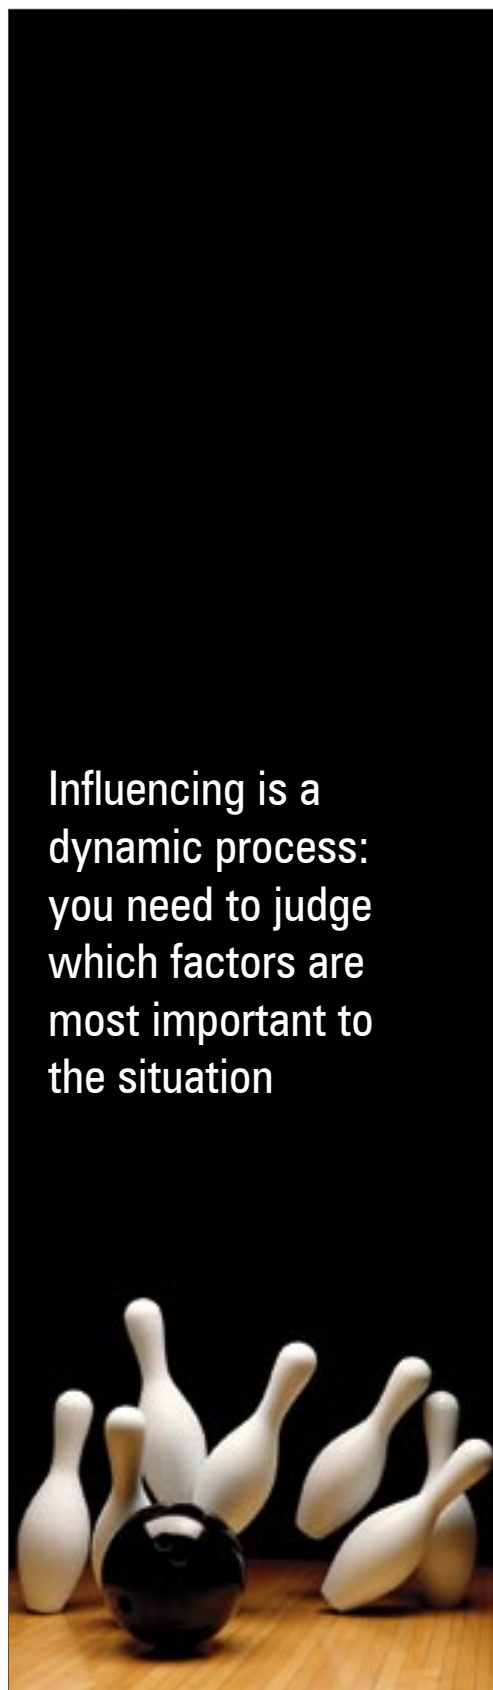 Influencing is a
dynamic process:
you need to judge
which factors are
most important to
the situation